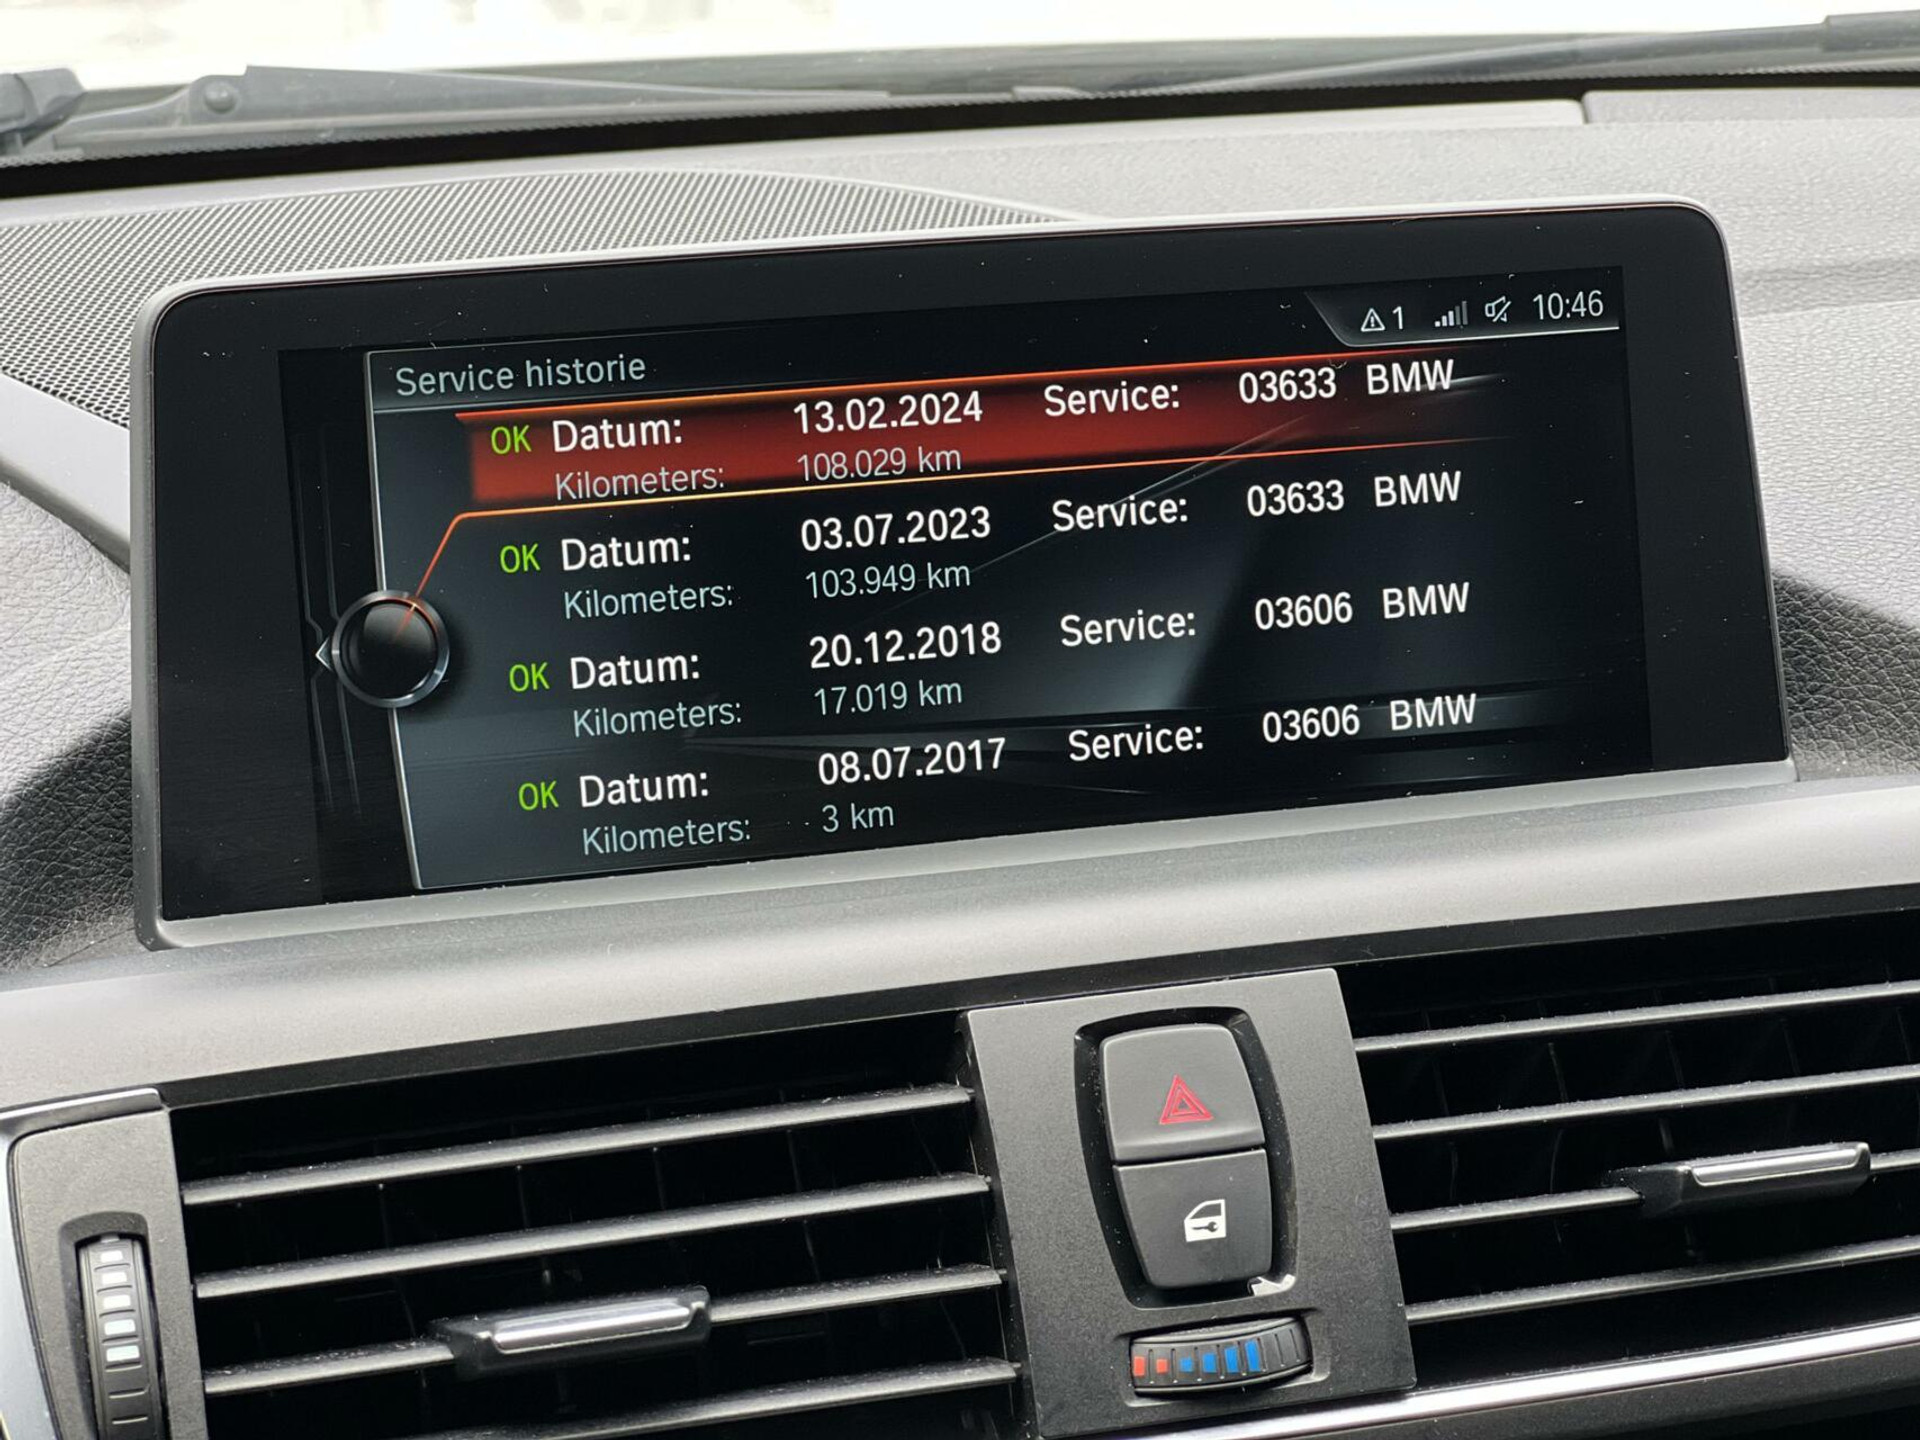 1 10:46
Service historie
OK Datum: 13.02.2024 Service: 03633 BMW
Kilometers: 108.029 km
OK Datum: 03.07.2023 Service: 03633 BMW
Kilometers: 103.949 km
OK Datum: 20.12.2018 Service: 03606 BMW
Kilometers: 17.019 km
OK Datum: 08.07.2017 Service: 03606 BMW
Kilometers: 3 km